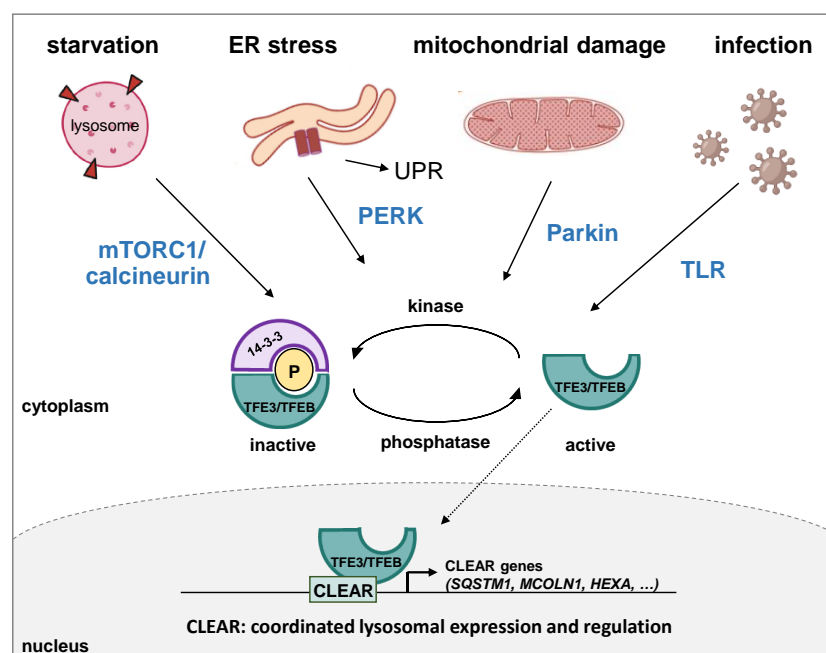 starvation
ER stress
mitochondrial damage
infection
lysosome
UPR
PERK
mTORC1/
calcineurin
Parkin
TLR
kinase
14-3-3
P
TFE3/TFEB
TFE3/TFEB
cytoplasm
inactive
phosphatase
active
TFE3/TFEB
CLEAR
CLEAR genes
(SQSTM1, MCOLN1, HEXA, ...)
CLEAR: coordinated lysosomal expression and regulation
nucleus